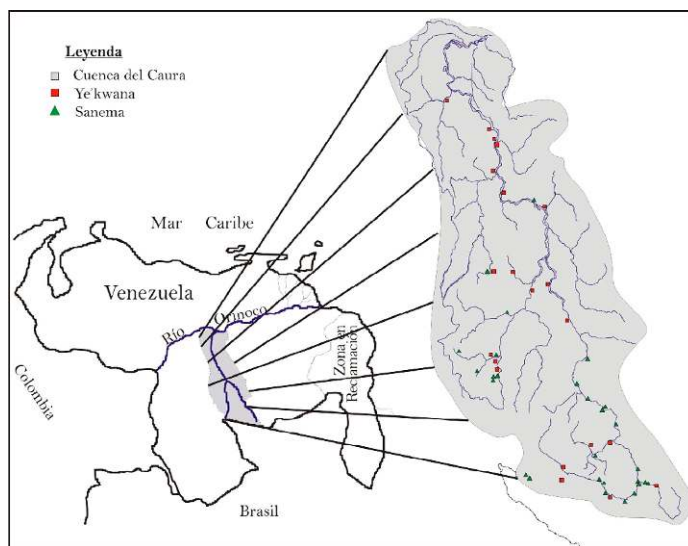 Leyenda
Cuenca del Caura
Ye'kwana
Sanema
Mar Caribe
Venezuela
Río Orinoco
Zona en
Reclamación
Colombia
Brasil